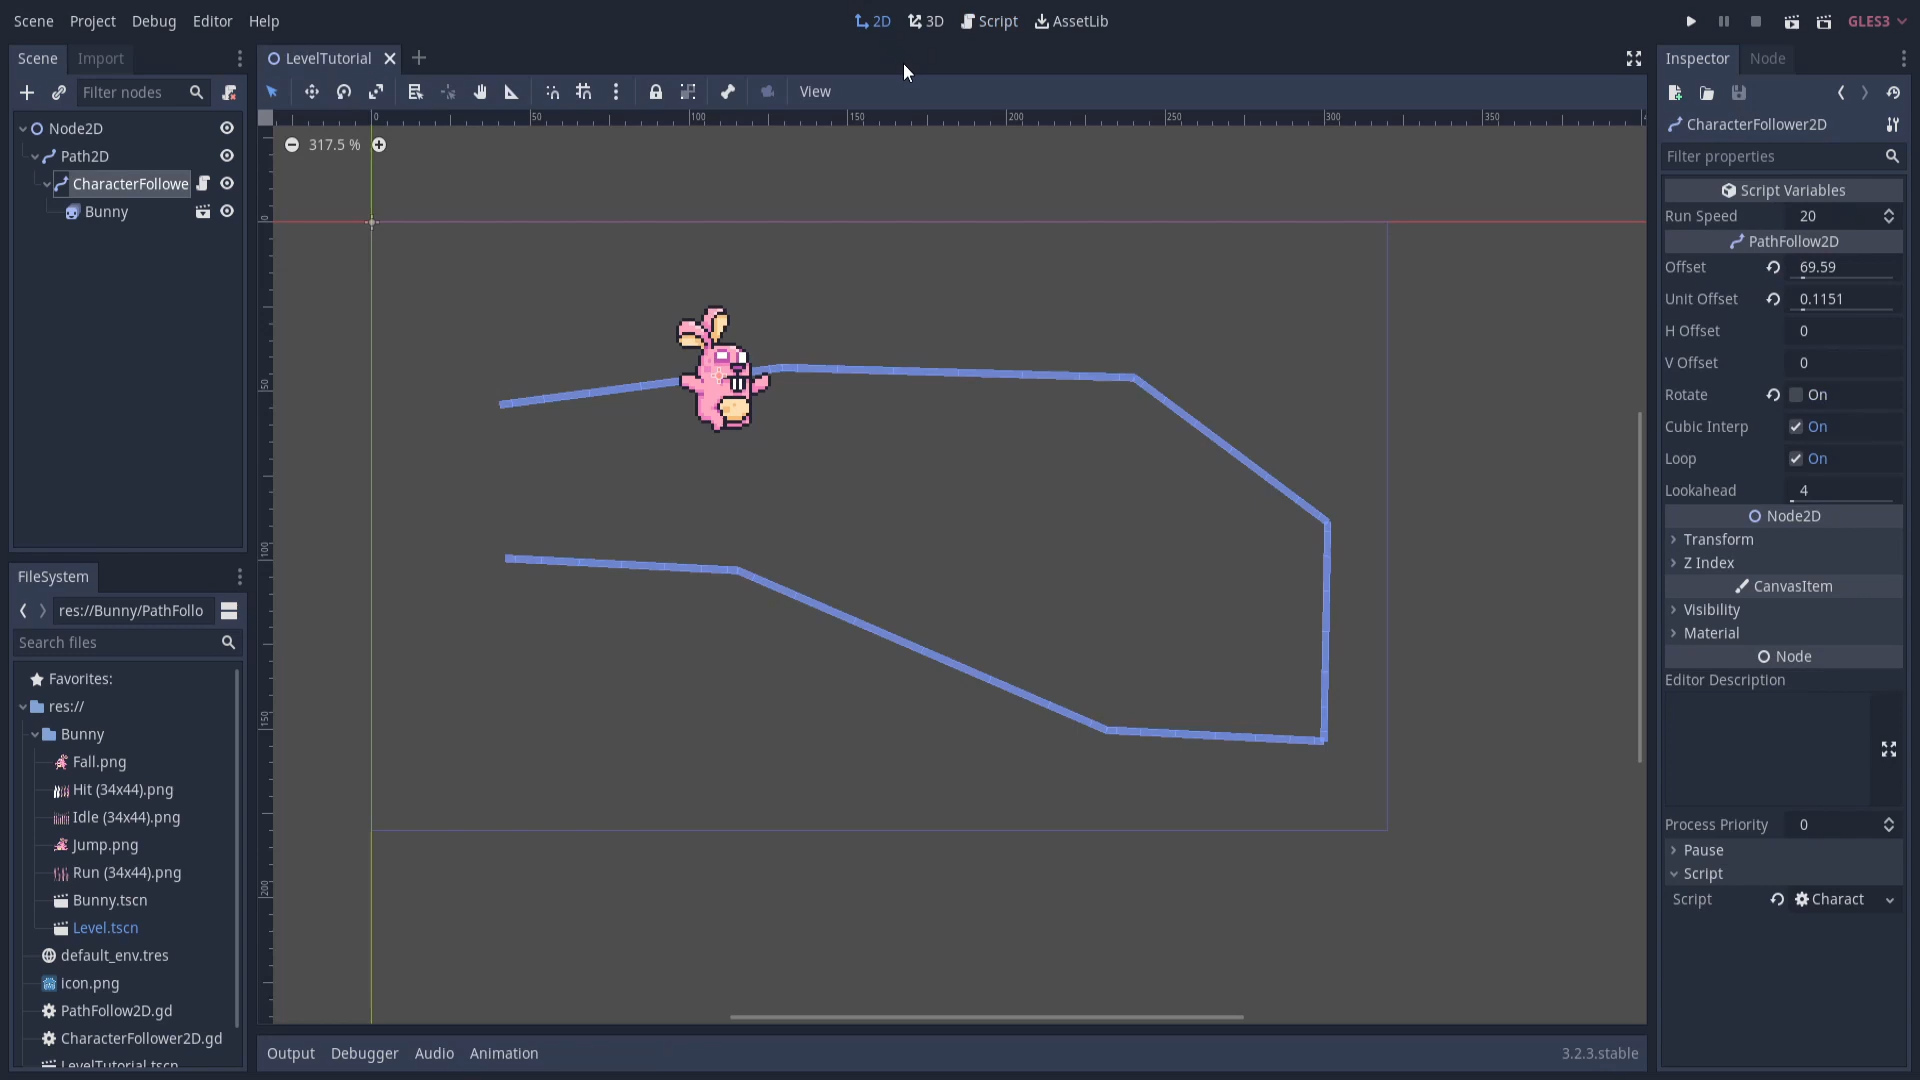 Scene Project Debug Editor Help
2D 3D Script AssetLib
GLES3
Scene Import
Filter nodes
Node2D
Path2D
CharacterFollowe
Bunny
FileSystem
res://Bunny/PathFollo
Search files
Favorites:
res://
Bunny
Fall.png
Hit (34x44).png
Idle (34x44).png
Jump.png
Run (34x44).png
Bunny.tscn
Level.tscn
default_env.tres
icon.png
PathFollow2D.gd
CharacterFollower2D.gd
LevelTutorial.tscn
LevelTutorial
View
0 50 100 150 200 250 300 350
317.5 %
0
50
100
150
200
Output Debugger Audio Animation
3.2.3.stable
Inspector Node
CharacterFollower2D
Filter properties
Script Variables
Run Speed 20
PathFollow2D
Offset 69.59
Unit Offset 0.1151
H Offset 0
V Offset 0
Rotate On
Cubic Interp On
Loop On
Lookahead 4
Node2D
Transform
Z Index
CanvasItem
Visibility
Material
Node
Editor Description
Process Priority 0
Pause
Script
Script Charact